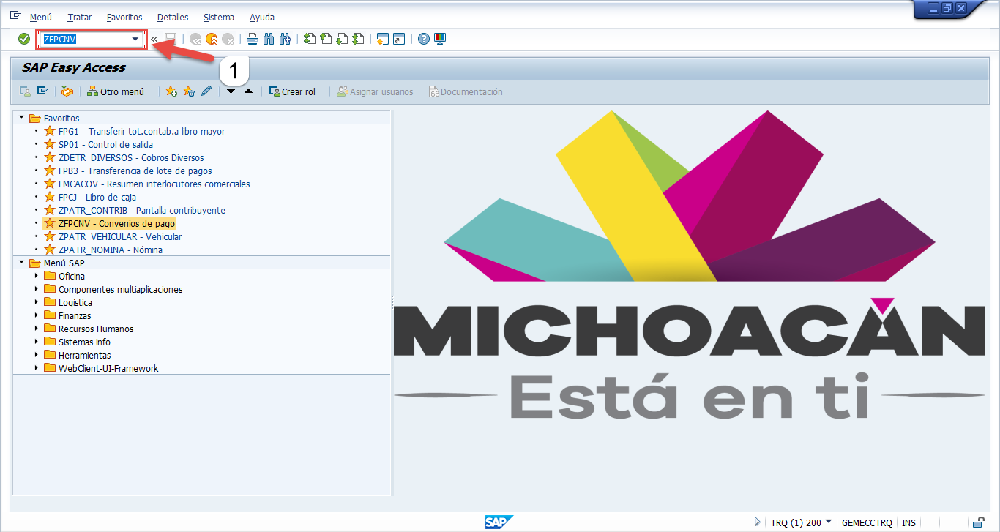 Menú Tratar Favoritos Detalles Sistema Ayuda
ZFPCNV
1
SAP Easy Access
Otro menú Crear rol Asignar usuarios Documentación
Favoritos
FPG1 - Transferir tot.contab.a libro mayor
SP01 - Control de salida
ZDETR_DIVERSOS - Cobros Diversos
FPB3 - Transferencia de lote de pagos
FMCACOV - Resumen interlocutores comerciales
FPCJ - Libro de caja
ZPATR_CONTRIB - Pantalla contribuyente
ZFPCNV - Convenios de pago
ZPATR_VEHICULAR - Vehicular
ZPATR_NOMINA - Nómina
Menú SAP
Oficina
Componentes multiaplicaciones
Logística
Finanzas
Recursos Humanos
Sistemas info
Herramientas
WebClient-UI-Framework
MICHOACÁN
Está en ti
SAP TRQ (1) 200 GEMECCTRQ INS